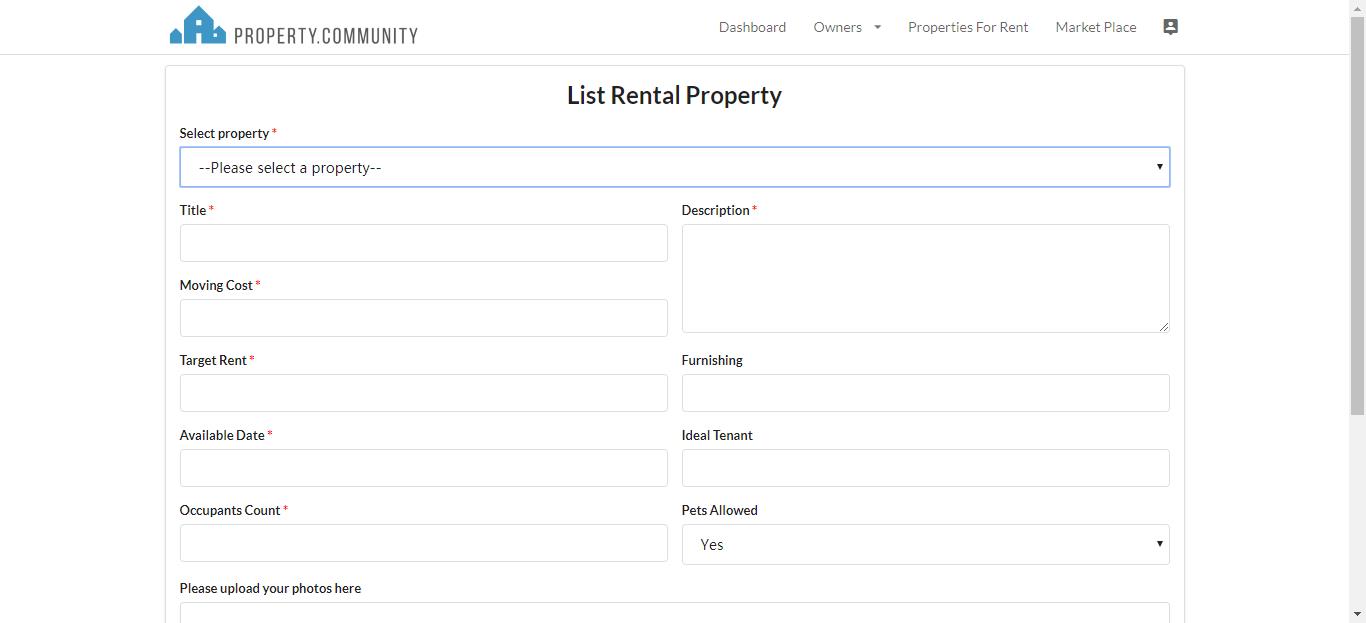 PROPERTY.COMMUNITY
Dashboard Owners Properties For Rent Market Place
List Rental Property
Select property *
--Please select a property--
Title * Description *
Moving Cost *
Target Rent * Furnishing
Available Date * Ideal Tenant
Occupants Count * Pets Allowed
Yes
Please upload your photos here